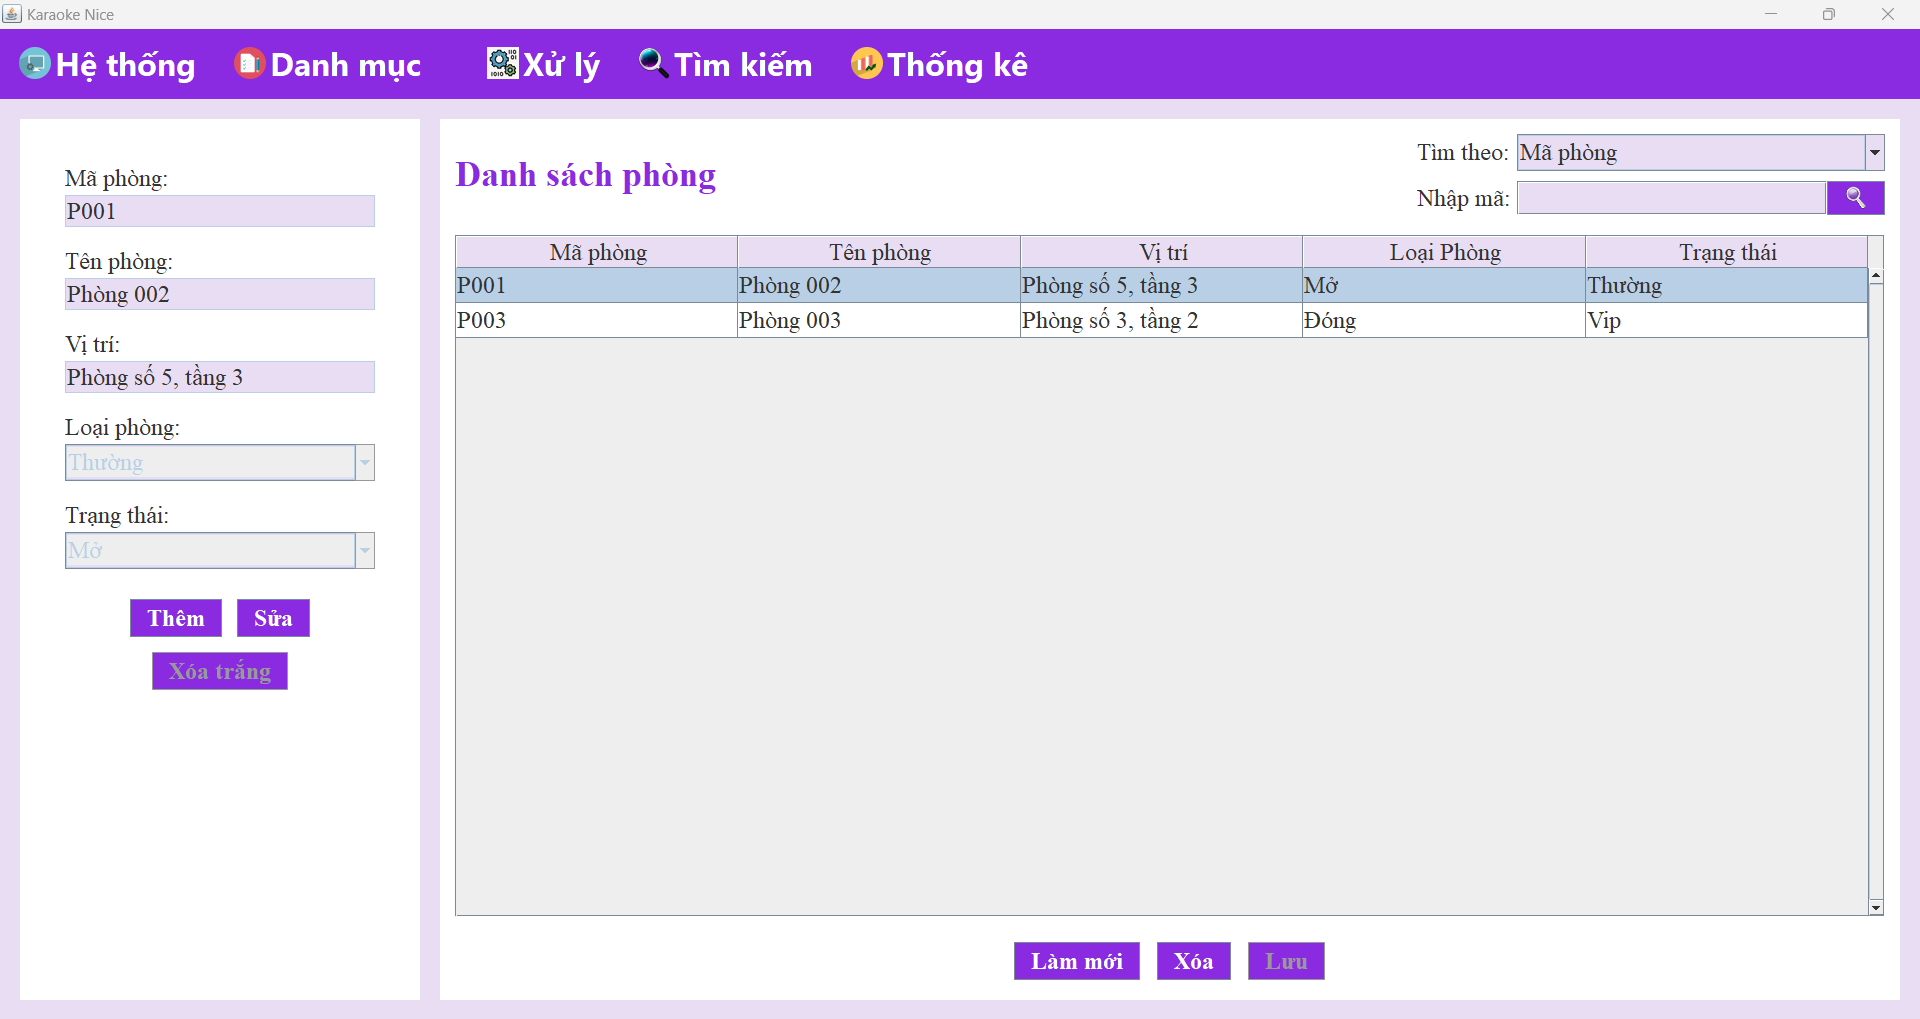 Karaoke Nice
Hệ thống Danh mục Xử lý Tìm kiếm Thống kê
Mã phòng:
P001
Tên phòng:
Phòng 002
Vị trí:
Phòng số 5, tầng 3
Loại phòng:
Thường
Trạng thái:
Mở
Thêm Sửa
Xóa trắng
Danh sách phòng
Tìm theo: Mã phòng
Nhập mã:
Mã phòng Tên phòng Vị trí Loại Phòng Trạng thái
P001 Phòng 002 Phòng số 5, tầng 3 Mở Thường
P003 Phòng 003 Phòng số 3, tầng 2 Đóng Vip
Làm mới Xóa Lưu